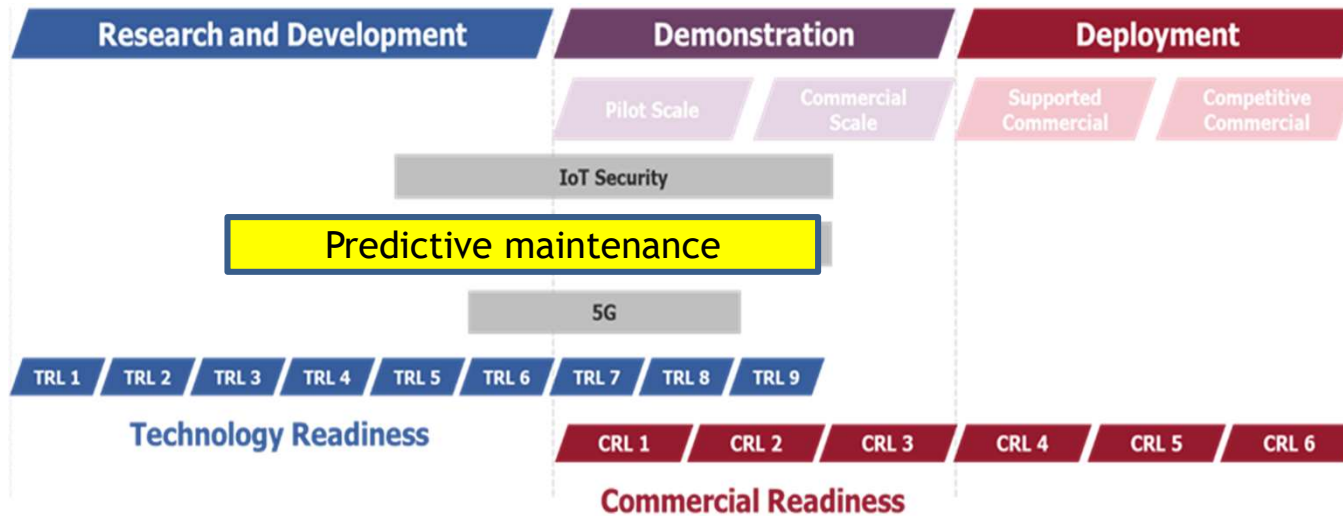 Research and Development
Demonstration
Deployment
Pilot Scale
Commercial
Scale
Supported
Commercial
Competitive
Commercial
IoT Security
Predictive maintenance
5G
TRL 1 TRL 2 TRL 3 TRL 4 TRL 5 TRL 6 TRL 7 TRL 8 TRL 9
Technology Readiness
CRL 1 CRL 2 CRL 3 CRL 4 CRL 5 CRL 6
Commercial Readiness